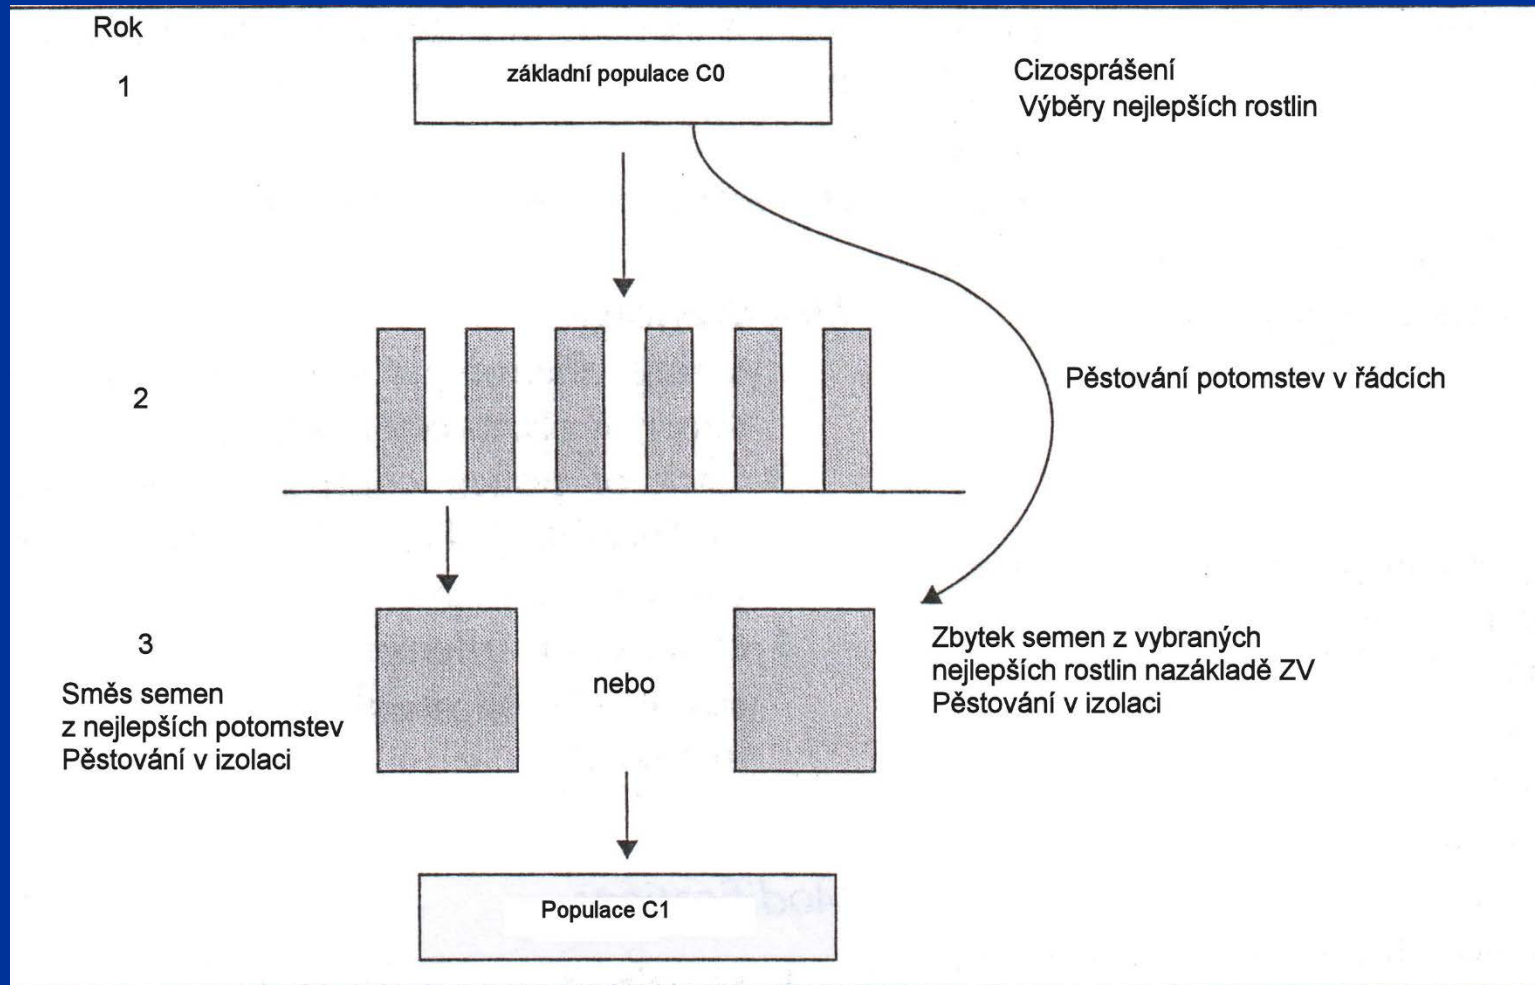 Rok
1
základní populace C0
Cizosprášení
Výběry nejlepších rostlin
2
Pěstování potomstev v řádcích
3
Směs semen
z nejlepších potomstev
Pěstování v izolaci
nebo
Zbytek semen z vybraných
nejlepších rostlin nazákladě ZV
Pěstování v izolaci
Populace C1